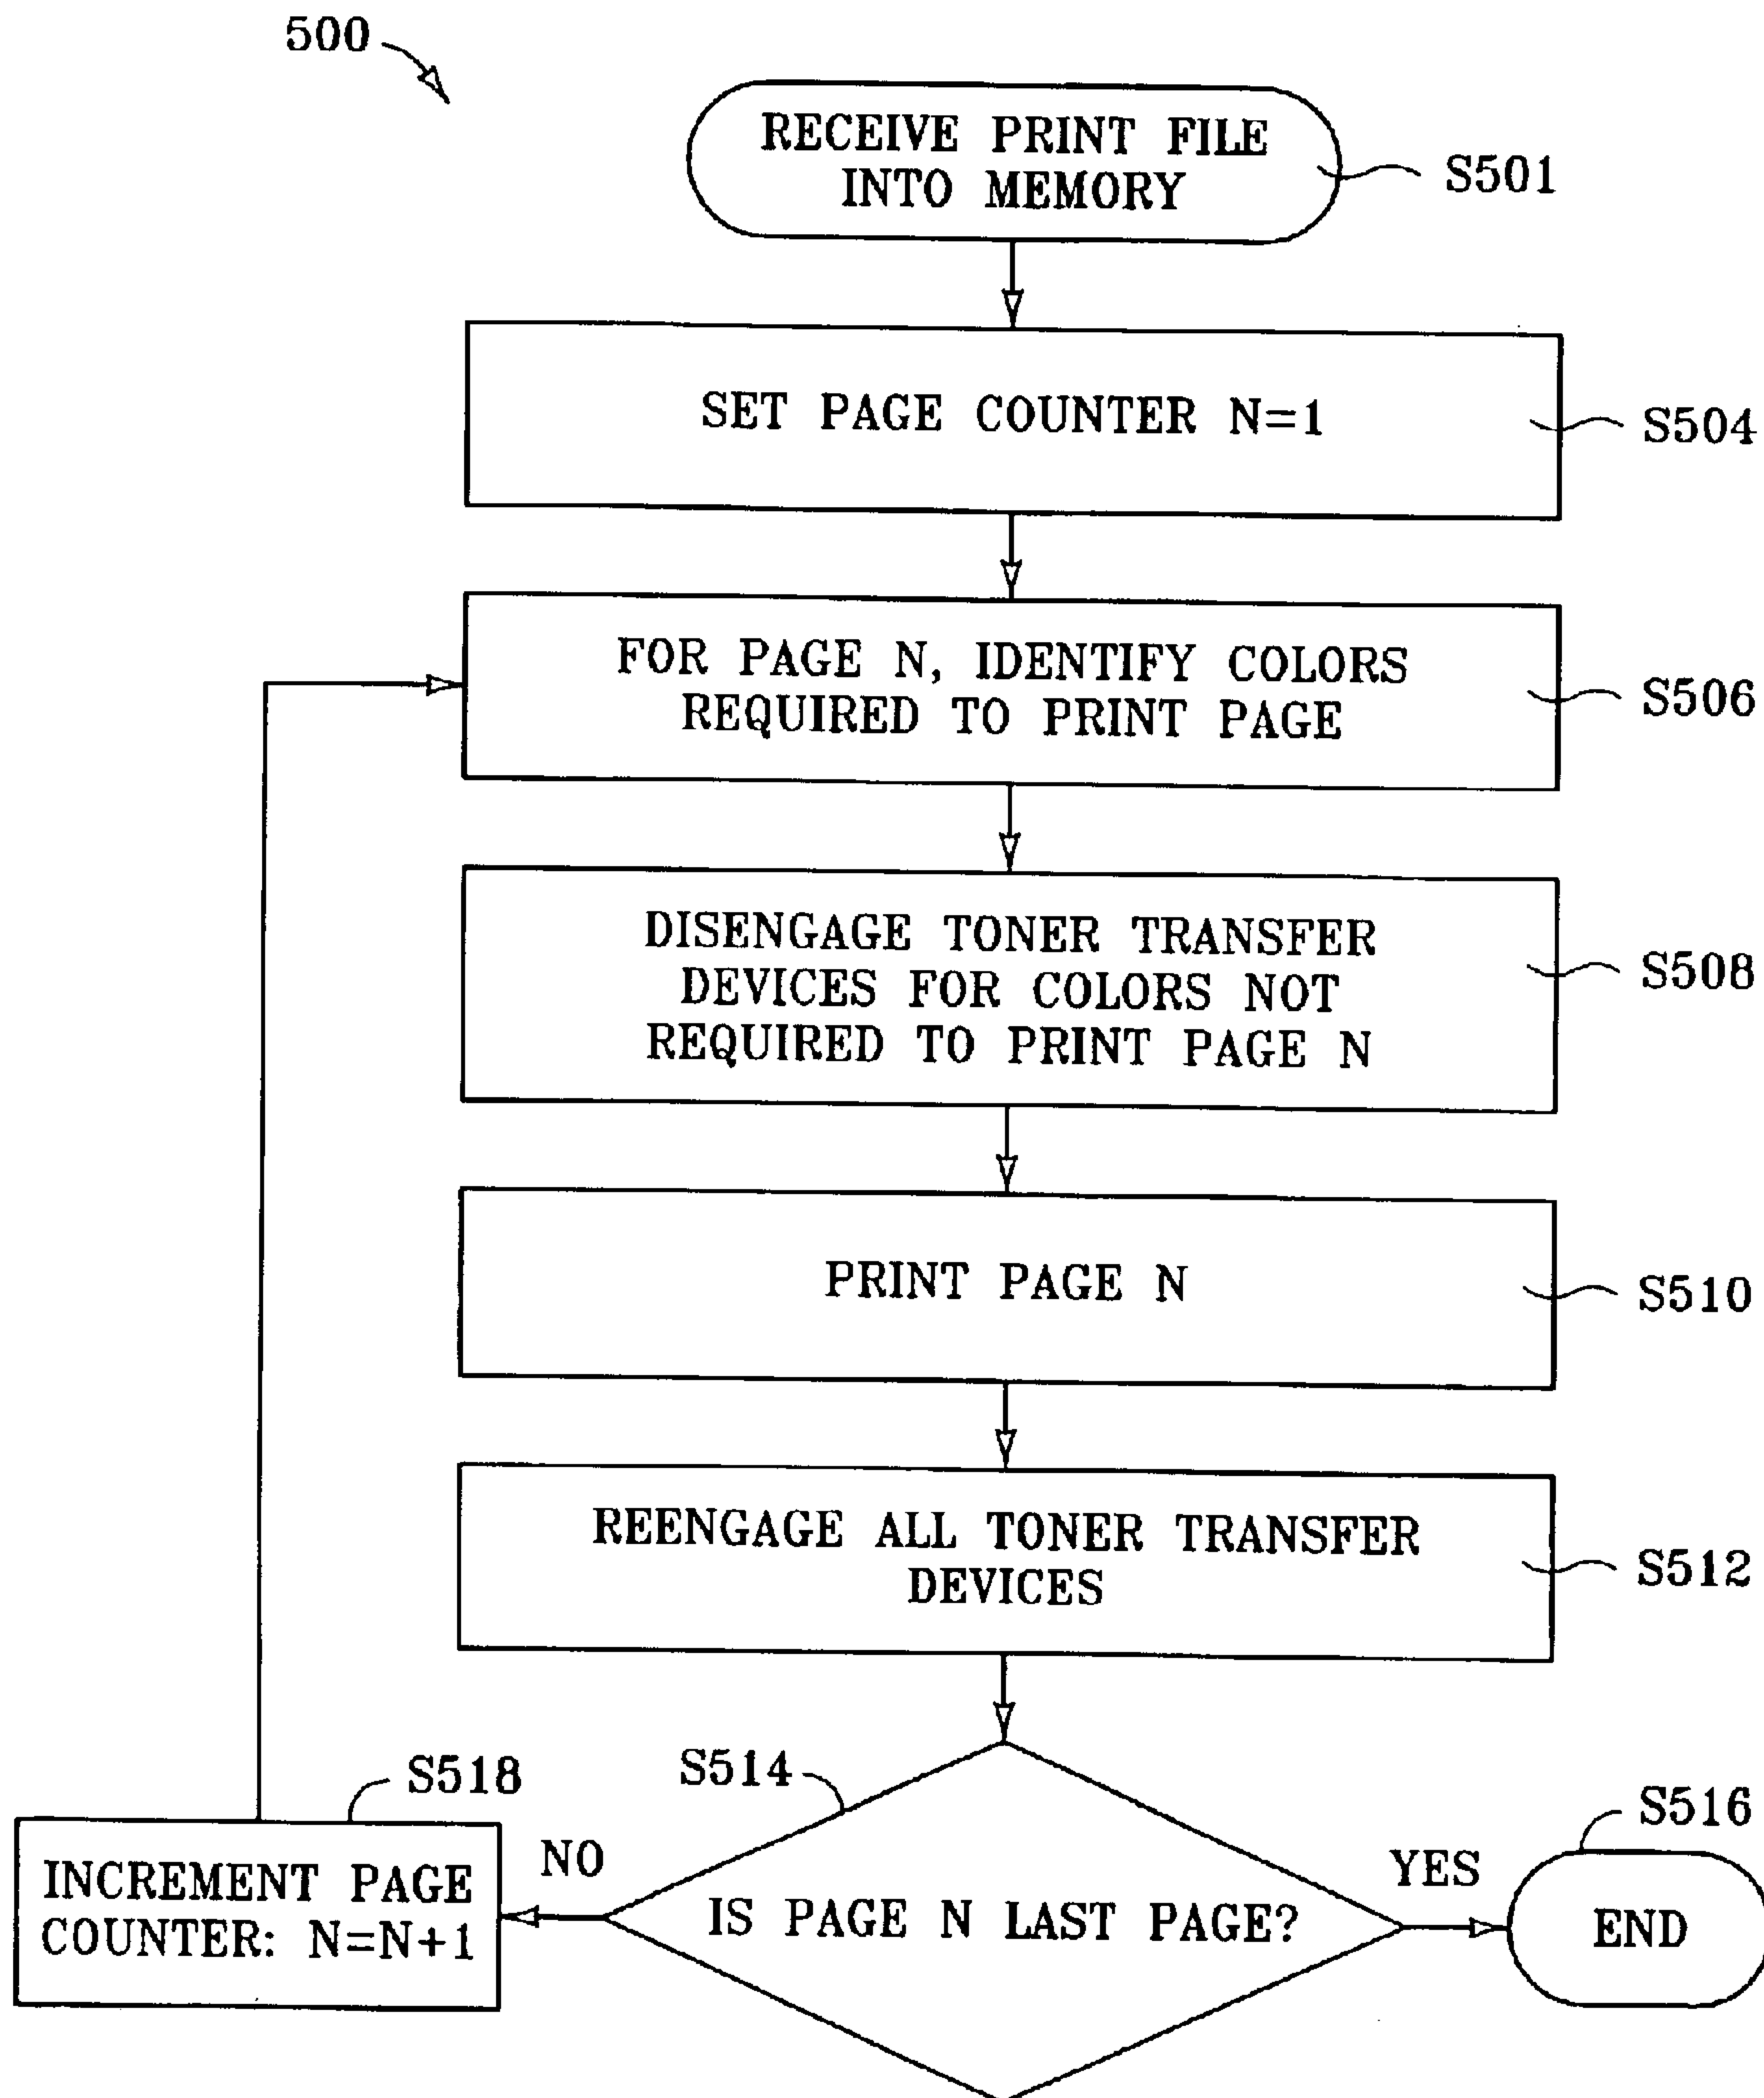 500
RECEIVE PRINT FILE
INTO MEMORY
S501
SET PAGE COUNTER N=1
S504
FOR PAGE N, IDENTIFY COLORS
REQUIRED TO PRINT PAGE
S506
DISENGAGE TONER TRANSFER
DEVICES FOR COLORS NOT
REQUIRED TO PRINT PAGE N
S508
PRINT PAGE N
S510
REENGAGE ALL TONER TRANSFER
DEVICES
S512
S518
INCREMENT PAGE
COUNTER: N=N+1
NO
S514
IS PAGE N LAST PAGE?
YES
S516
END